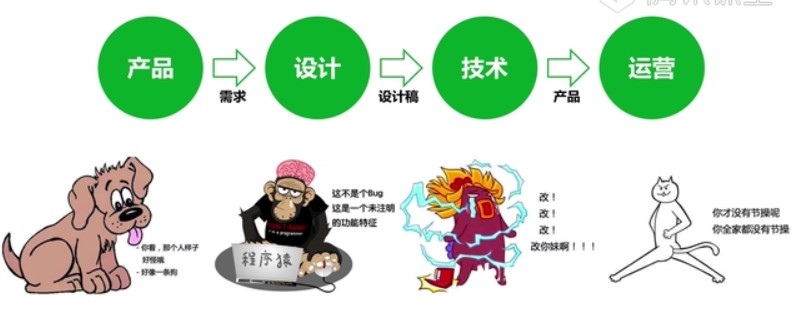 产品
设计
技术
运营
需求
设计稿
产品
- 你看，那个人样子
好怪哦
- 好像一条狗
程序猿
这不是个Bug
这是一个未注明
的功能特征
改！
改！
改！
改你妹啊！！！
你才没有节操呢
你全家都没有节操